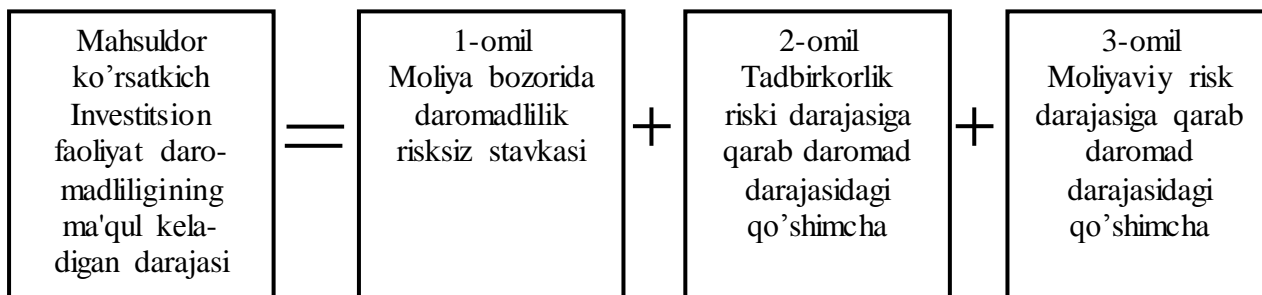 Mahsuldor
ko’rsatkich
Investitsion
faoliyat daro-
madliligining
ma'qul kela-
digan darajasi
=
1-omil
Moliya bozorida
daromadlilik
risksiz stavkasi
+
2-omil
Tadbirkorlik
riski darajasiga
qarab daromad
darajasidagi
qo’shimcha
+
3-omil
Moliyaviy risk
darajasiga qarab
daromad
darajasidagi
qo’shimcha